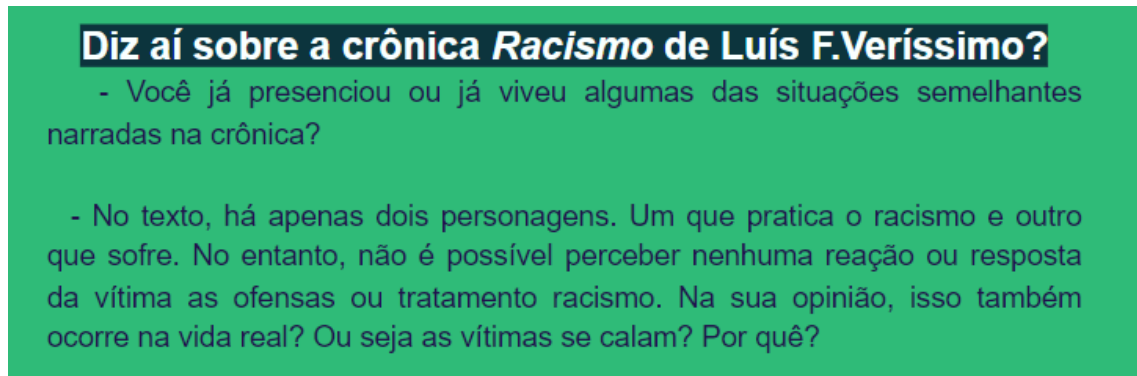 Diz aí sobre a crônica Racismo de Luís F.Veríssimo?
- Você já presenciou ou já viveu algumas das situações semelhantes
narradas na crônica?
- No texto, há apenas dois personagens. Um que pratica o racismo e outro
que sofre. No entanto, não é possível perceber nenhuma reação ou resposta
da vítima as ofensas ou tratamento racismo. Na sua opinião, isso também
ocorre na vida real? Ou seja as vítimas se calam? Por quê?